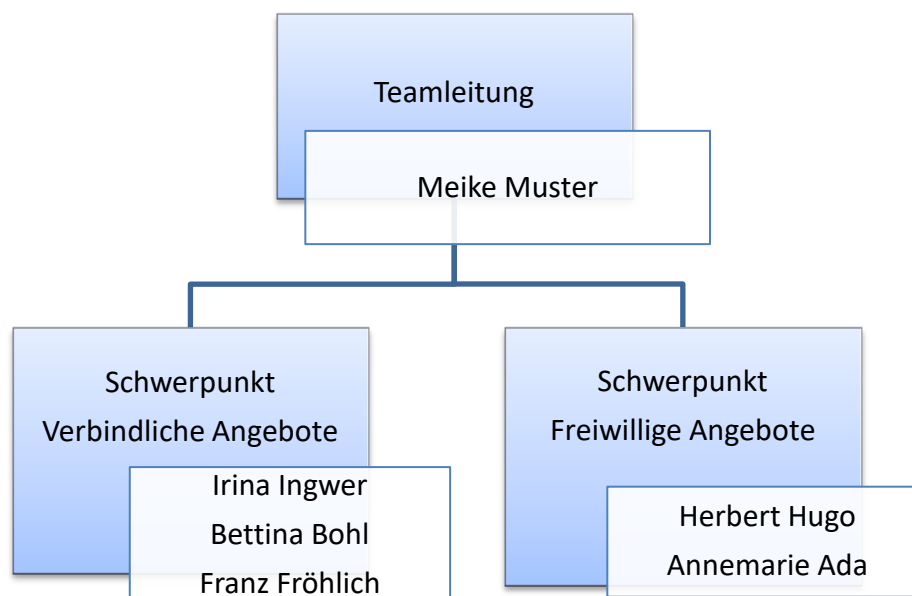 Teamleitung
Meike Muster
Schwerpunkt
Verbindliche Angebote
Irina Ingwer
Bettina Bohl
Franz Fröhlich
Schwerpunkt
Freiwillige Angebote
Herbert Hugo
Annemarie Ada